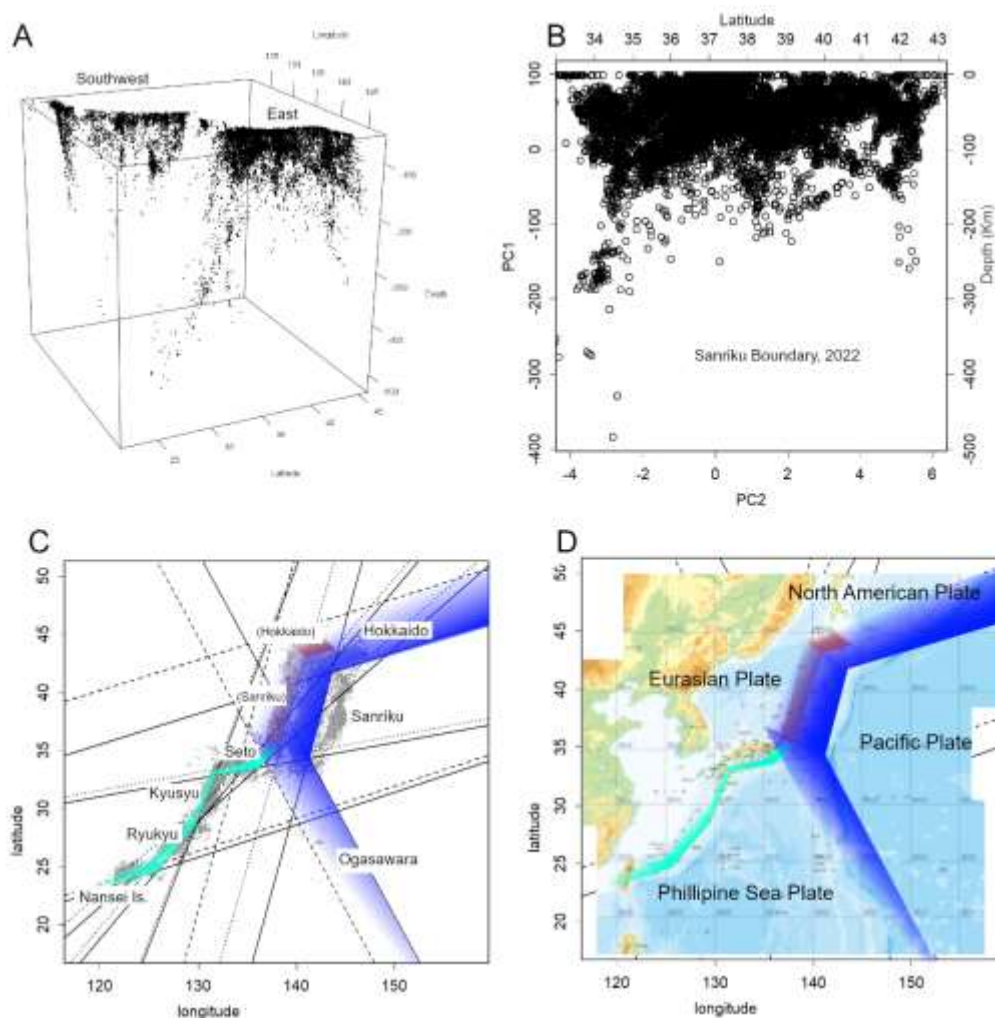 A
Longitude
Southwest
East
Latitude
B
Latitude
34 35 36 37 38 39 40 41 42 43
100
0
-100
-200
-300
-400
PC1
0
-100
-200
-300
-400
-500
Depth (Km)
Sanriku Boundary, 2022
-4 -2 0 2 4 6
PC2
C
50
45
40
35
30
25
20
latitude
(Hokkaido)
Hokkaido
(Sanriku)
Sanriku
Seto
Kyusyu
Ryukyu
Ogasawara
Nansei Is.
120 130 140 150
longitude
D
50
45
40
35
30
25
20
latitude
North American Plate
Eurasian Plate
Pacific Plate
Phillipine Sea Plate
120 130 140 150
longitude